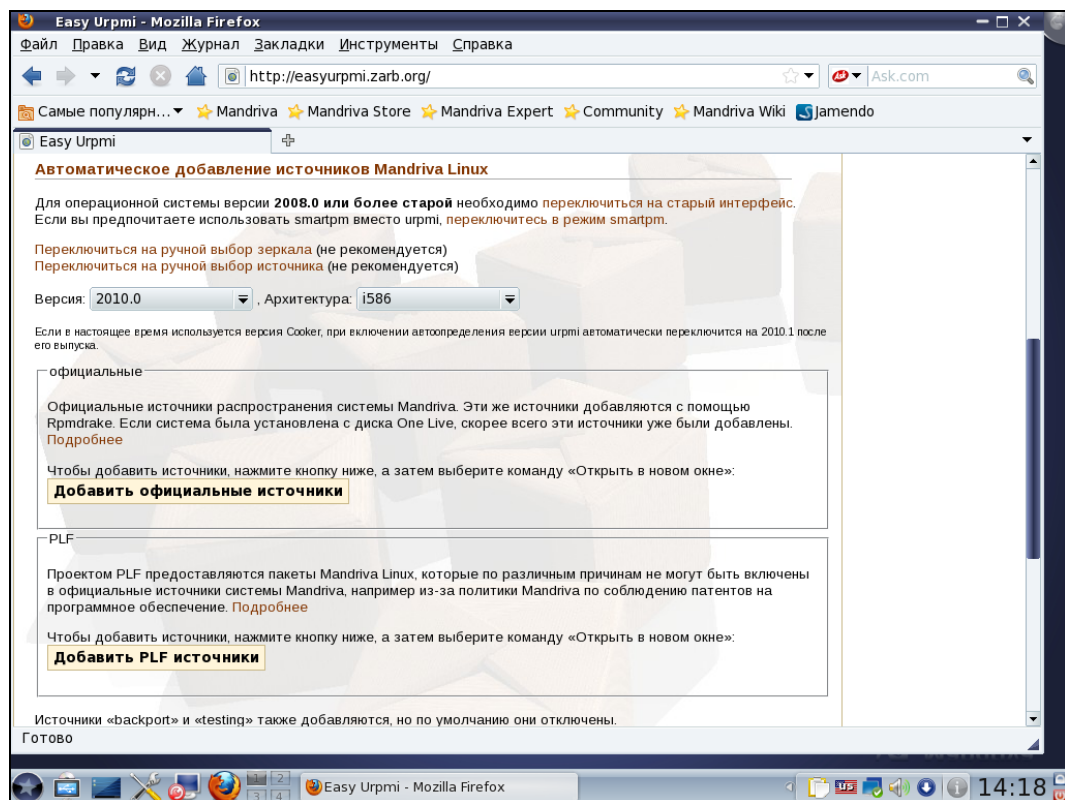 Easy Urpmi - Mozilla Firefox
Файл Правка Вид Журнал Закладки Инструменты Справка
http://easyurpmi.zarb.org/
Ask.com
Самые популярн... Mandriva Mandriva Store Mandriva Expert Community Mandriva Wiki Jamendo
Easy Urpmi
Автоматическое добавление источников Mandriva Linux
Для операционной системы версии 2008.0 или более старой необходимо переключиться на старый интерфейс.
Если вы предпочитаете использовать smartpm вместо urpmi, переключитесь в режим smartpm.
Переключиться на ручной выбор зеркала (не рекомендуется)
Переключиться на ручной выбор источника (не рекомендуется)
Версия: 2010.0 , Архитектура: i586
Если в настоящее время используется версия Cooker, при включении автоопределения версии urpmi автоматически переключится на 2010.1 после
его выпуска.
официальные
Официальные источники распространения системы Mandriva. Эти же источники добавляются с помощью
Rpmdrake. Если система была установлена с диска One Live, скорее всего эти источники уже были добавлены.
Подробнее
Чтобы добавить источники, нажмите кнопку ниже, а затем выберите команду «Открыть в новом окне»:
Добавить официальные источники
PLF
Проектом PLF предоставляются пакеты Mandriva Linux, которые по различным причинам не могут быть включены
в официальные источники системы Mandriva, например из-за политики Mandriva по соблюдению патентов на
программное обеспечение. Подробнее
Чтобы добавить источники, нажмите кнопку ниже, а затем выберите команду «Открыть в новом окне»:
Добавить PLF источники
Источники «backport» и «testing» также добавляются, но по умолчанию они отключены.
Готово
1 2
3 4
Easy Urpmi - Mozilla Firefox
us
14:18